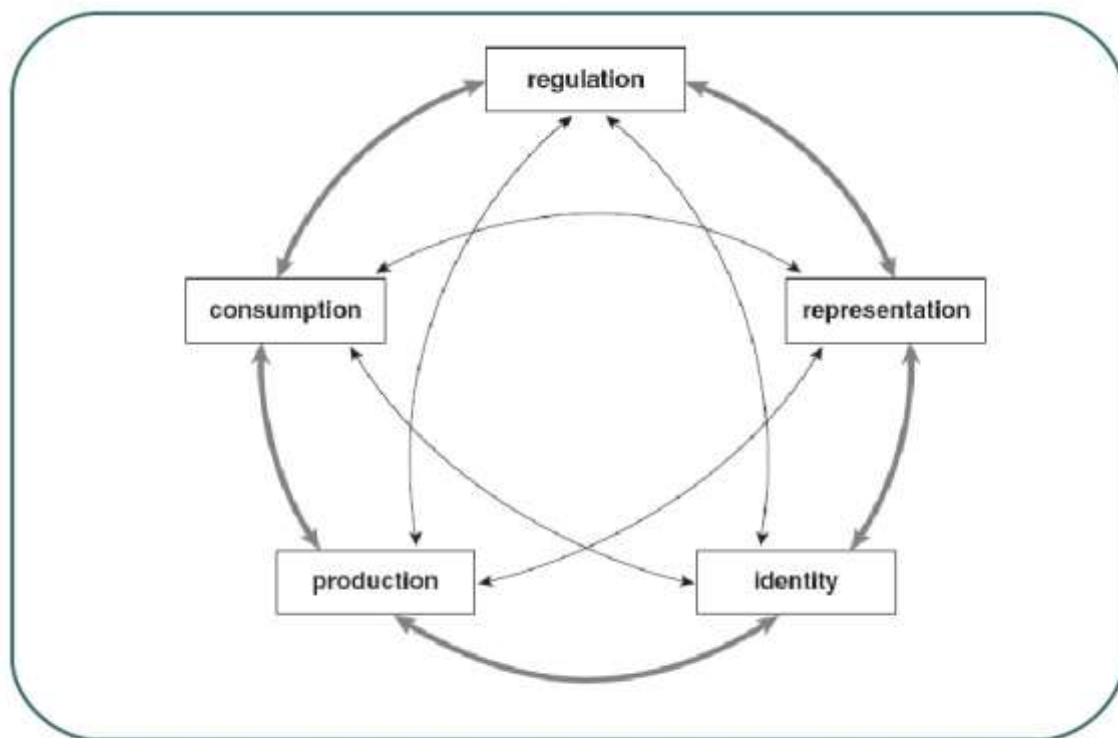 regulation
consumption
representation
production
identity